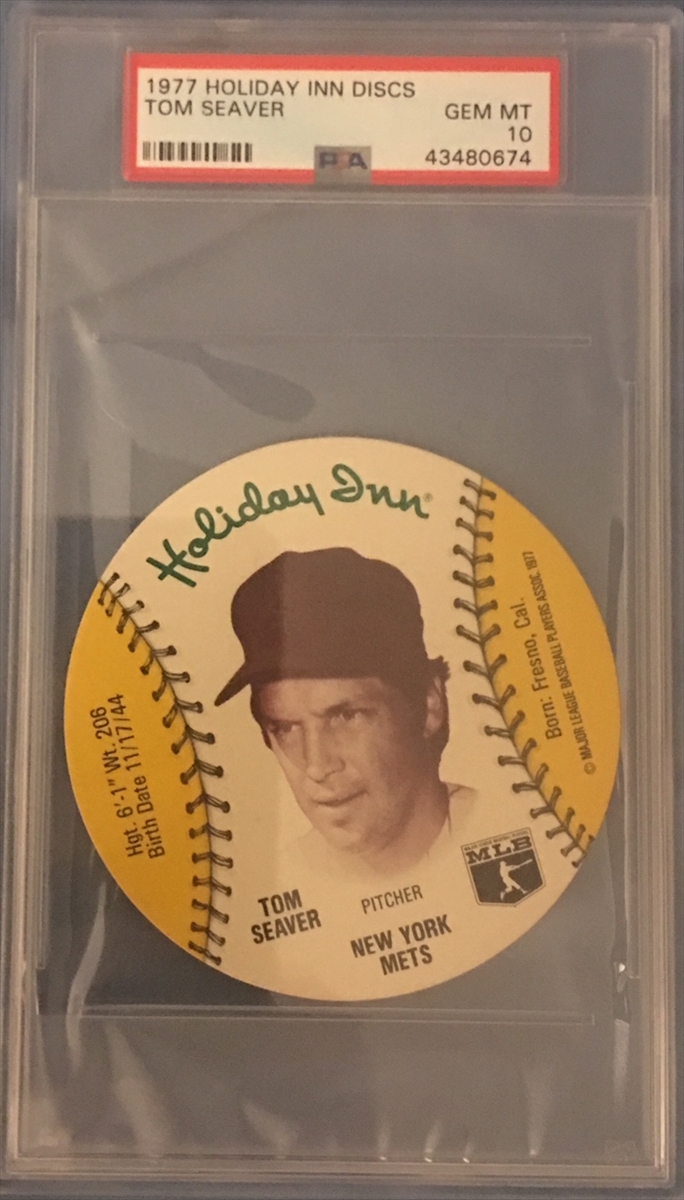 1977 HOLIDAY INN DISCS
TOM SEAVER
GEM MT
10
43480674
PSA
Holiday Inn®
Hgt. 6'-1" Wt. 206
Birth Date 11/17/44
Born: Fresno, Cal.
© MAJOR LEAGUE BASEBALL PLAYERS ASSOC 1977
MLB
TOM
SEAVER
PITCHER
NEW YORK
METS